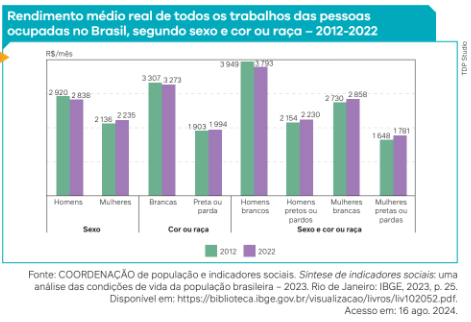 Rendimento médio real de todos os trabalhos das pessoas
ocupadas no Brasil, segundo sexo e cor ou raça – 2012-2022
R$/mês
TDP Studio
2 920 2 838
2 136 2 235
3 307 3 273
1 903 1 994
3 949 3 793
2 154 2 230
2 730 2 858
1 648 1 781
Homens Mulheres Brancas Preta ou Homens Homens Mulheres Mulheres
parda brancos pretos ou brancas pretas ou
pardos pardas
Sexo Cor ou raça Sexo e cor ou raça
2012 2022
Fonte: COORDENAÇÃO de população e indicadores sociais. Síntese de indicadores sociais: uma
análise das condições de vida da população brasileira – 2023. Rio de Janeiro: IBGE, 2023, p. 25.
Disponível em: https://biblioteca.ibge.gov.br/visualizacao/livros/liv102052.pdf.
Acesso em: 16 ago. 2024.